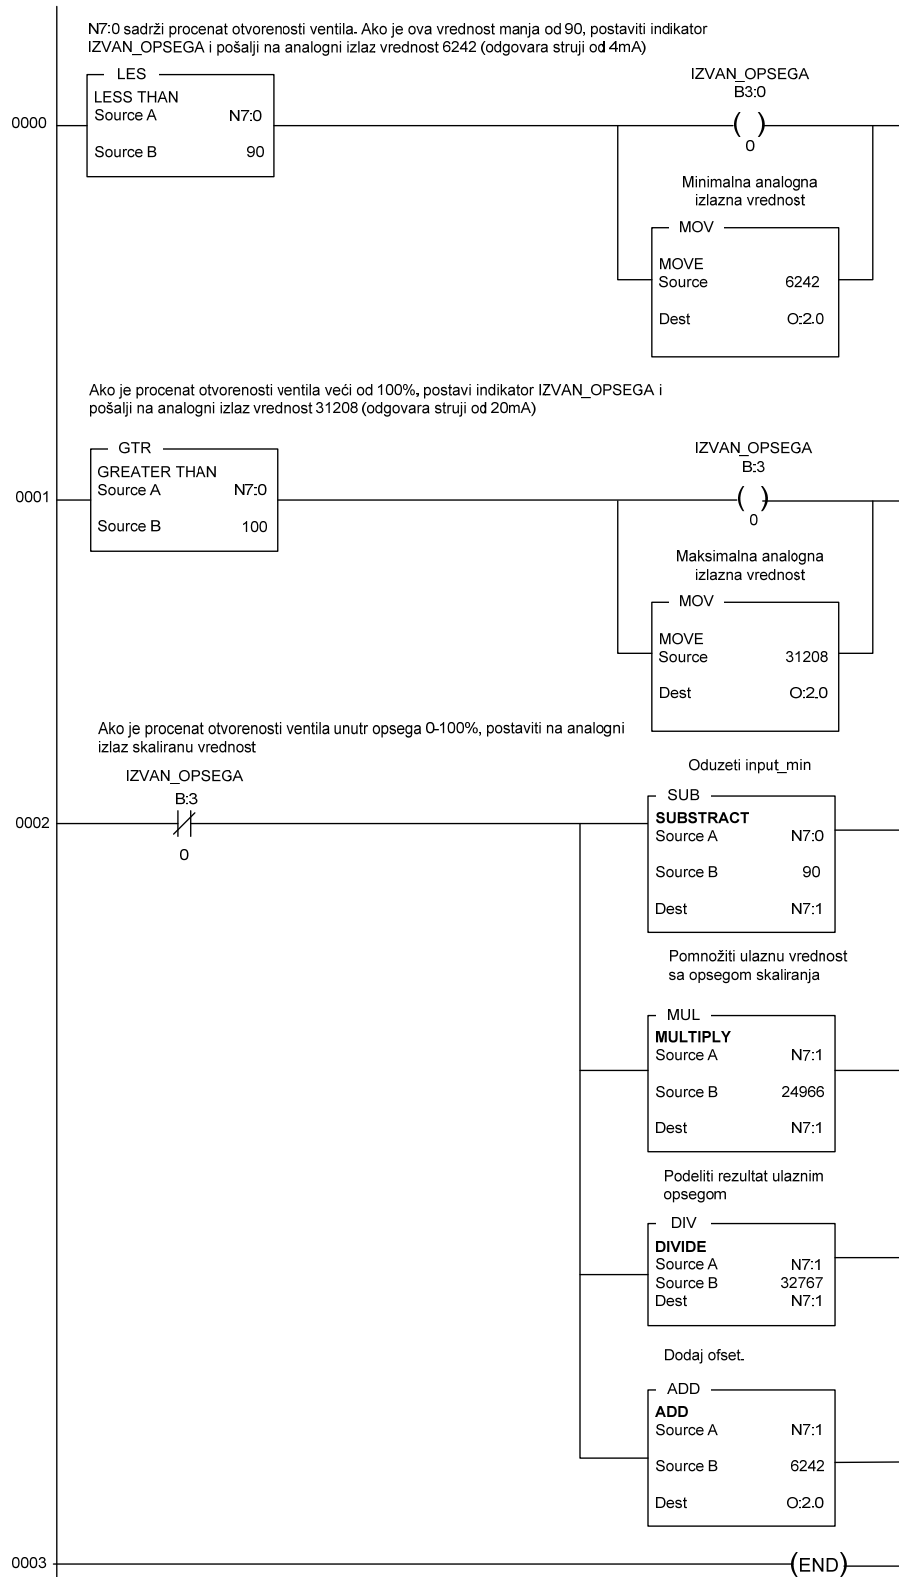 N7:0 sadrži procenat otvorenosti ventila. Ako je ova vrednost manja od 90, postaviti indikator
IZVAN_OPSEGA i pošalji na analogni izlaz vrednost 6242 (odgovara struji od 4mA)
0000
LES
LESS THAN
Source A N7:0
Source B 90
IZVAN_OPSEGA
B3:0
( )
0
Minimalna analogna
izlazna vrednost
MOV
MOVE
Source 6242
Dest O:2.0
Ako je procenat otvorenosti ventila veći od 100%, postavi indikator IZVAN_OPSEGA i
pošalji na analogni izlaz vrednost 31208 (odgovara struji od 20mA)
0001
GTR
GREATER THAN
Source A N7:0
Source B 100
IZVAN_OPSEGA
B:3
( )
0
Maksimalna analogna
izlazna vrednost
MOV
MOVE
Source 31208
Dest O:2.0
Ako je procenat otvorenosti ventila unutr opsega 0-100%, postaviti na analogni
izlaz skaliranu vrednost
0002
IZVAN_OPSEGA
B:3
0
Oduzeti input_min
SUB
SUBSTRACT
Source A N7:0
Source B 90
Dest N7:1
Pomnožiti ulaznu vrednost
sa opsegom skaliranja
MUL
MULTIPLY
Source A N7:1
Source B 24966
Dest N7:1
Podeliti rezultat ulaznim
opsegom
DIV
DIVIDE
Source A N7:1
Source B 32767
Dest N7:1
Dodaj ofset.
ADD
ADD
Source A N7:1
Source B 6242
Dest O:2.0
0003
(END)